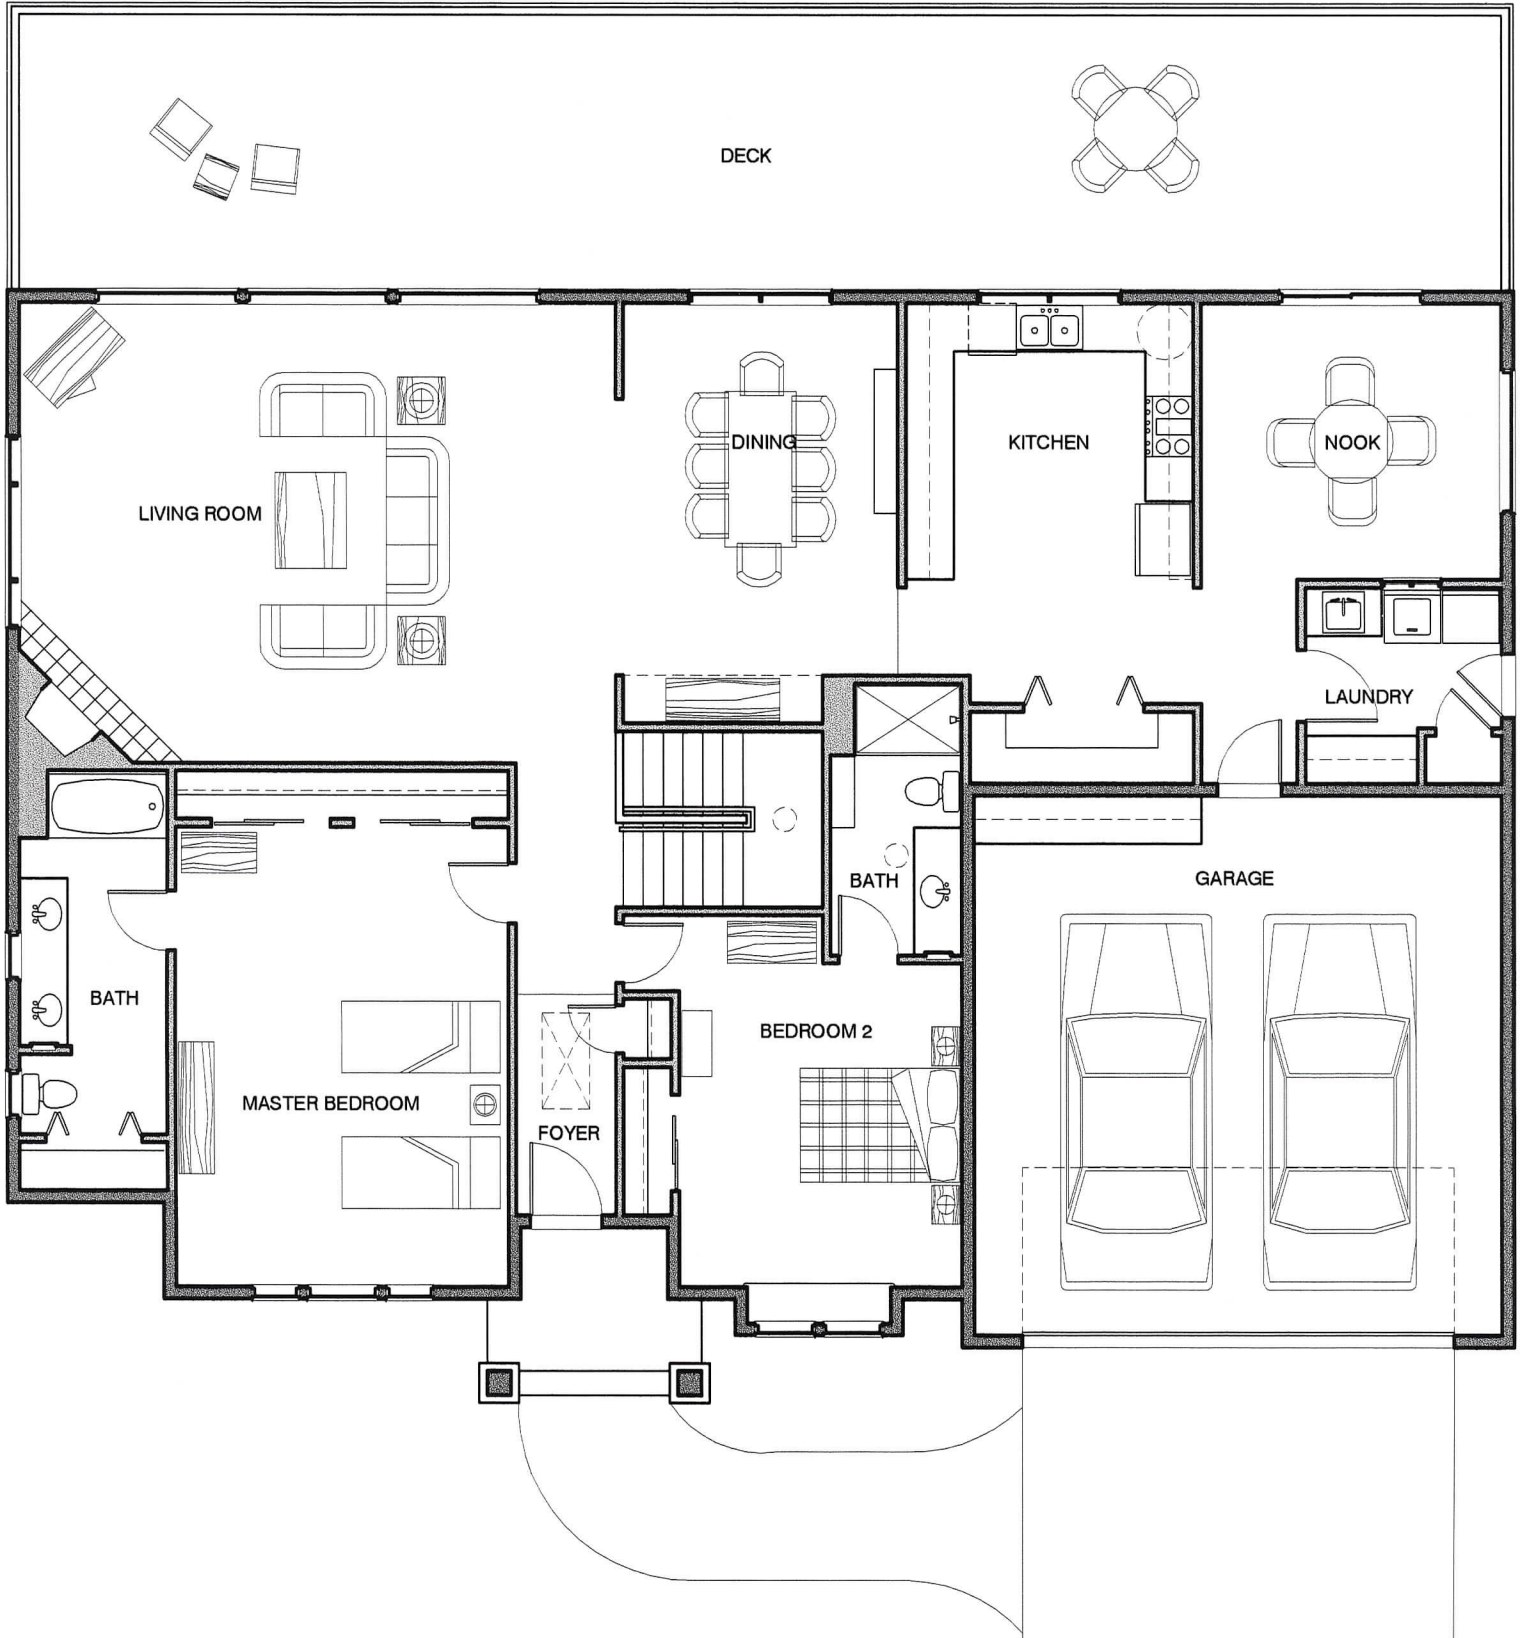 DECK
DINING
KITCHEN
NOOK
LIVING ROOM
LAUNDRY
GARAGE
BATH
BATH
BEDROOM 2
MASTER BEDROOM
FOYER